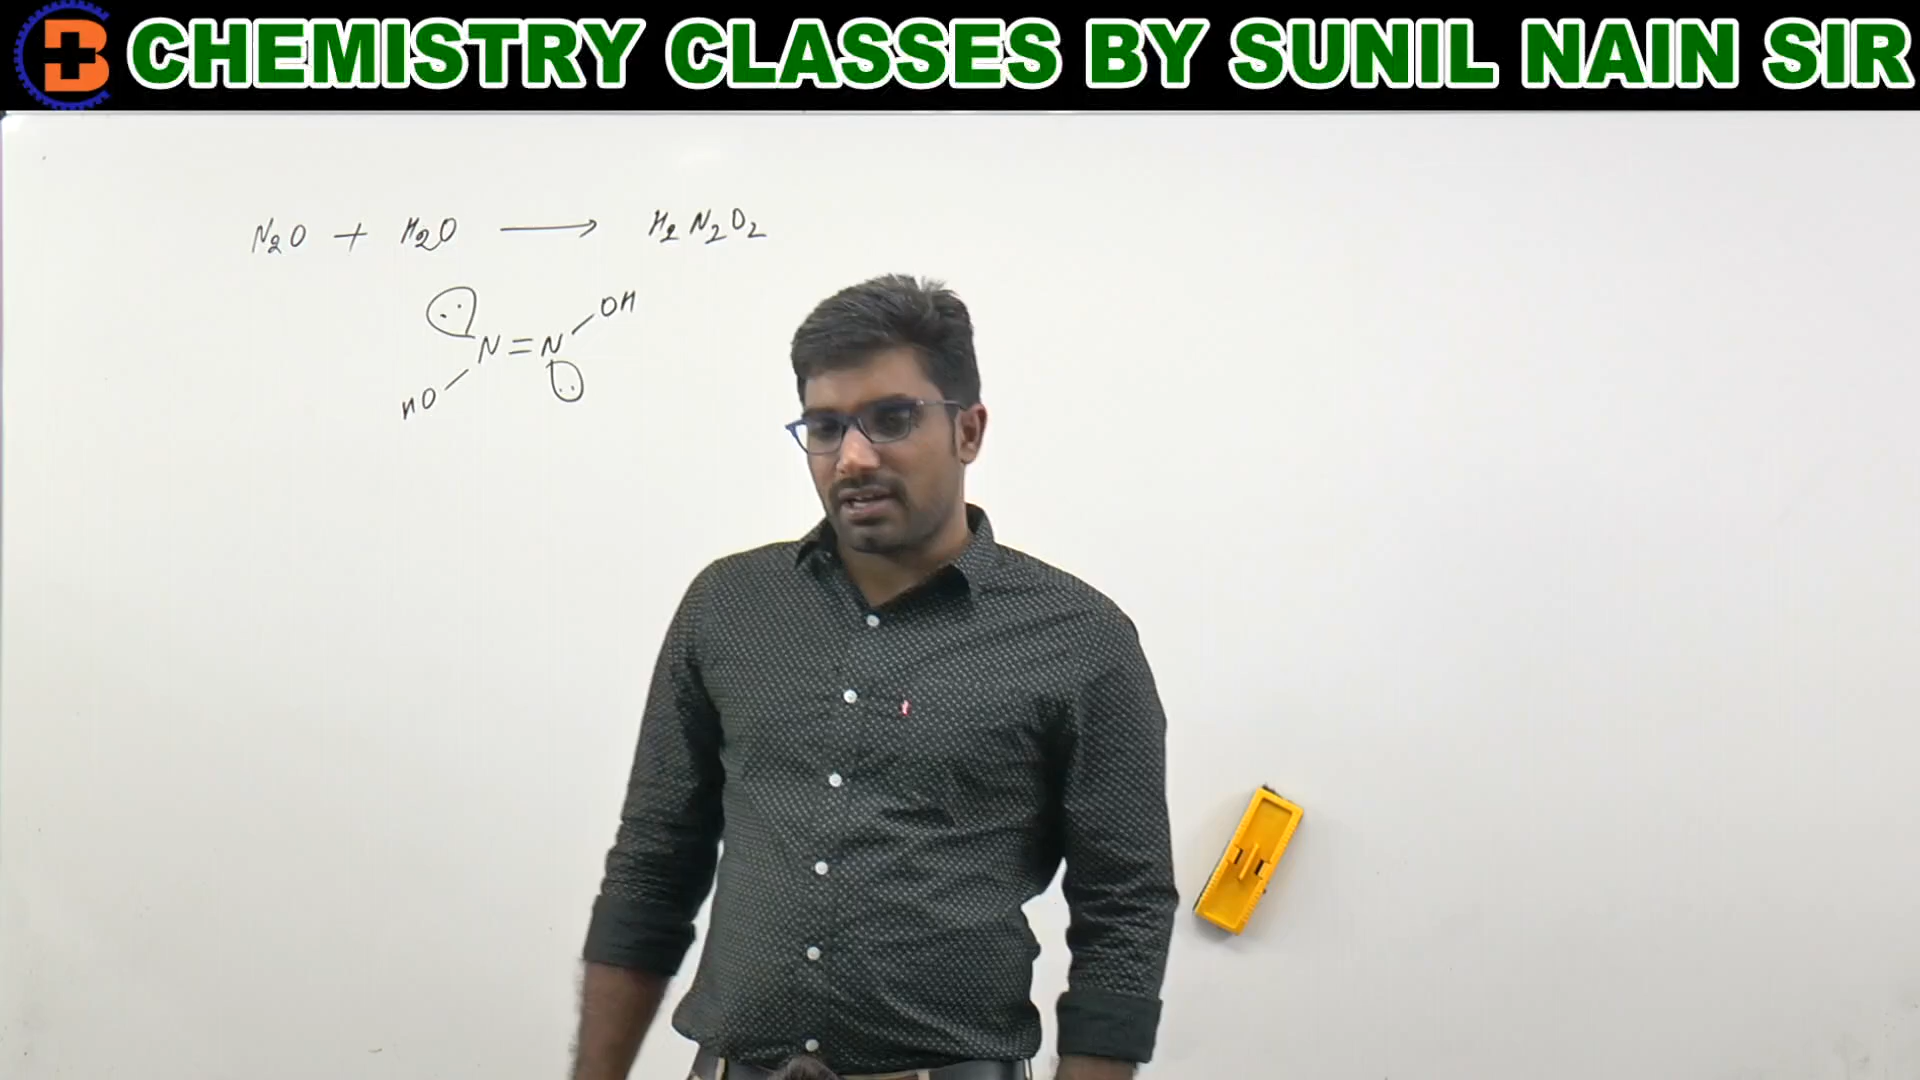 CHEMISTRY CLASSES BY SUNIL NAIN SIR
N₂O + H₂O ⟶ H₂N₂O₂
OH
N=N
HO